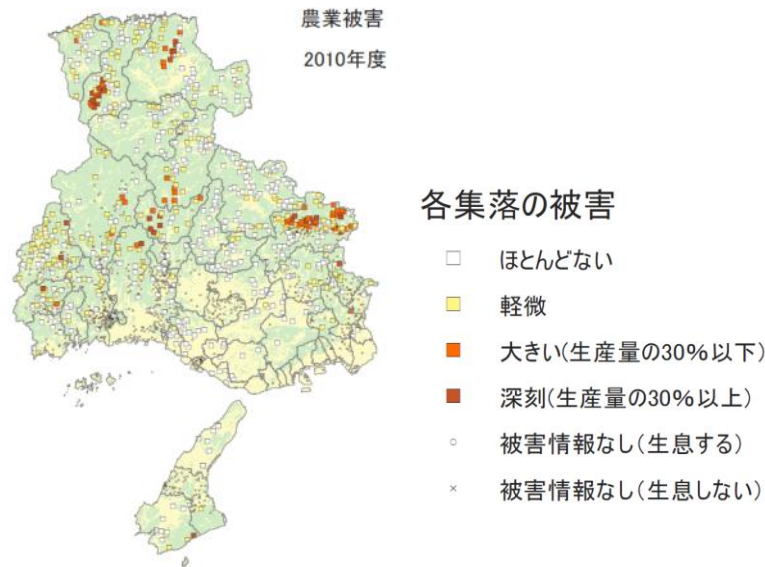 農業被害
2010年度
各集落の被害
ほとんどない
軽微
大きい(生産量の30%以下)
深刻(生産量の30%以上)
被害情報なし(生息する)
被害情報なし(生息しない)